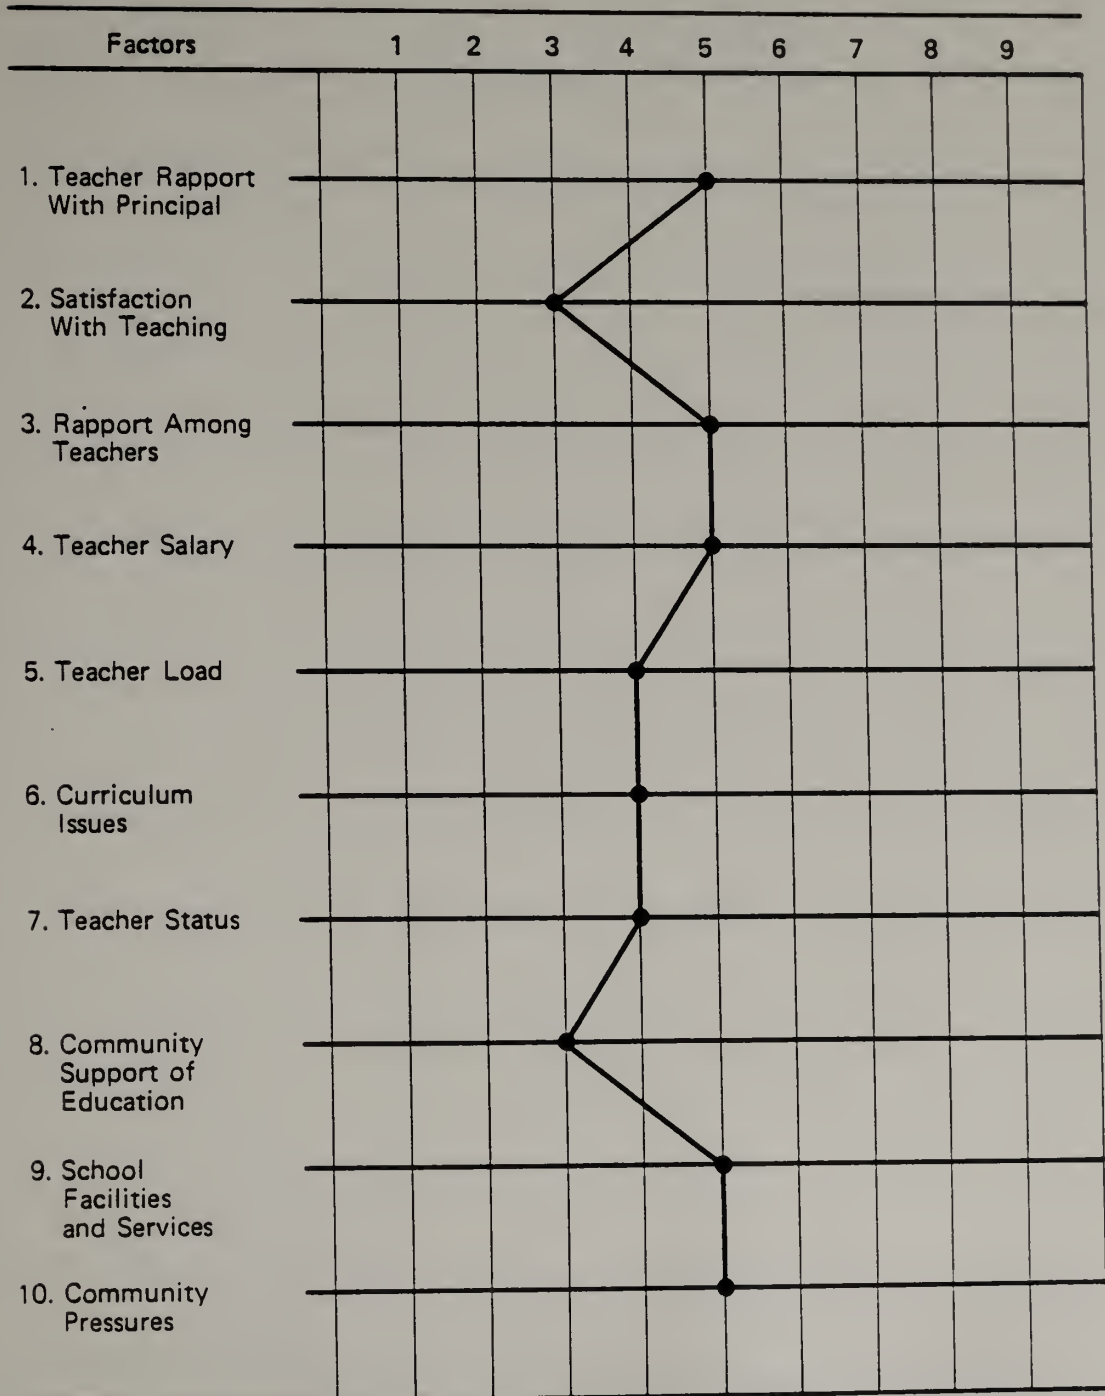 Factors 1 2 3 4 5 6 7 8 9
1. Teacher Rapport
With Principal
2. Satisfaction
With Teaching
3. Rapport Among
Teachers
4. Teacher Salary
5. Teacher Load
6. Curriculum
Issues
7. Teacher Status
8. Community
Support of
Education
9. School
Facilities
and Services
10. Community
Pressures